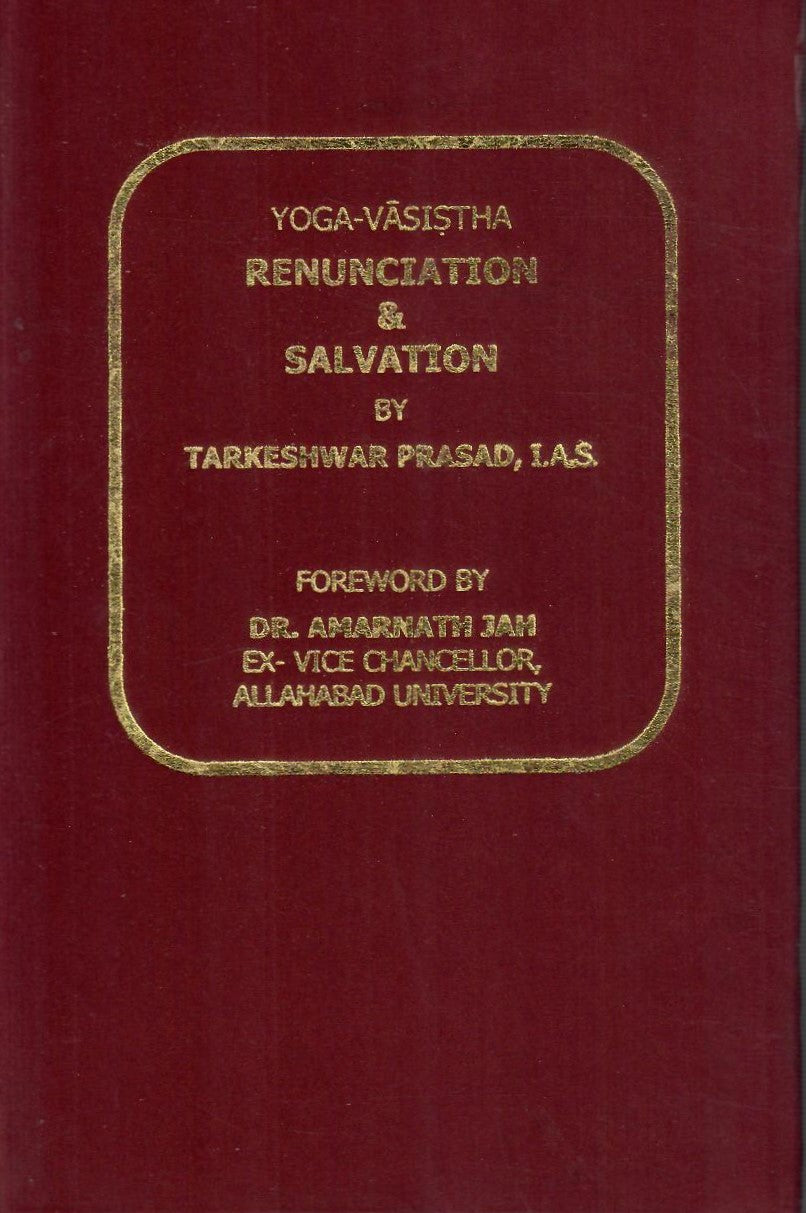 YOGA-VĀSIṢTHA
RENUNCIATION
&
SALVATION
BY
TARKESHWAR PRASAD, I.A.S.
FOREWORD BY
DR. AMARNATH JAH
EX- VICE CHANCELLOR,
ALLAHABAD UNIVERSITY